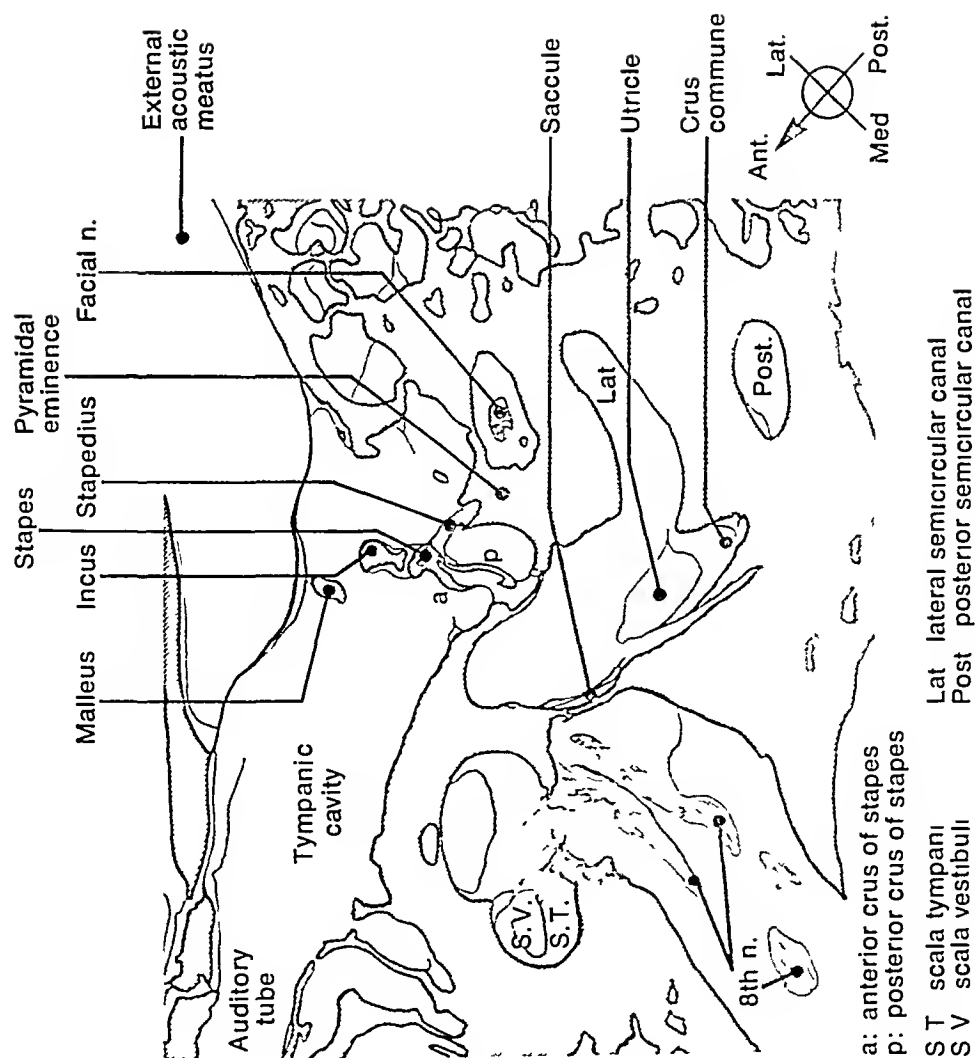 External
acoustic
meatus
Facial n.
Pyramidal
eminence
Stapedius
Stapes
Incus
Malleus
Saccule
Utricle
Crus
commune
Ant.
Lat.
Med
Post.
Lat
Post.
p
a
Tympanic
cavity
Auditory
tube
S. V.
S. T.
8th n.
a: anterior crus of stapes
p: posterior crus of stapes
S T scala tympani
S V scala vestibuli
Lat lateral semicircular canal
Post posterior semicircular canal